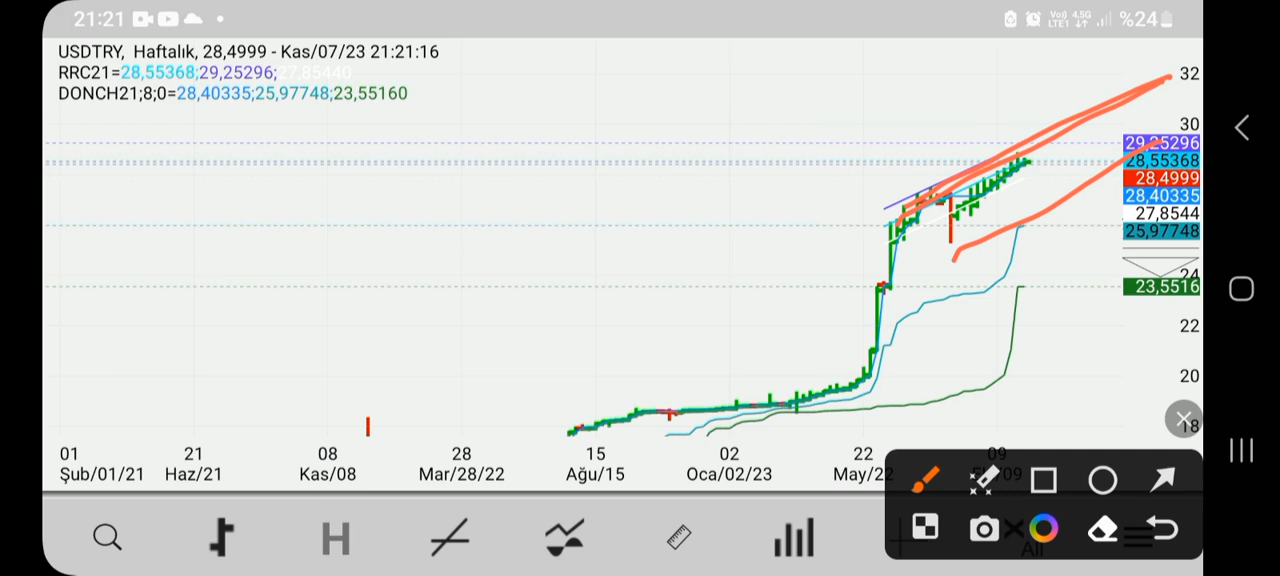 21:21
Vo)) 4,5G
LTE1
%24
USDTRY, Haftalık, 28,4999 - Kas/07/23 21:21:16
RRC21=28,55368;29,25296;27,85440
DONCH21;8;0=28,40335;25,97748;23,55160
32
30
29,25296
28,55368
28,4999
28,40335
27,8544
25,97748
24
23,5516
22
20
18
01 21 08 28 15 02 22 09
Şub/01/21 Haz/21 Kas/08 Mar/28/22 Ağu/15 Oca/02/23 May/22 /09
H
All